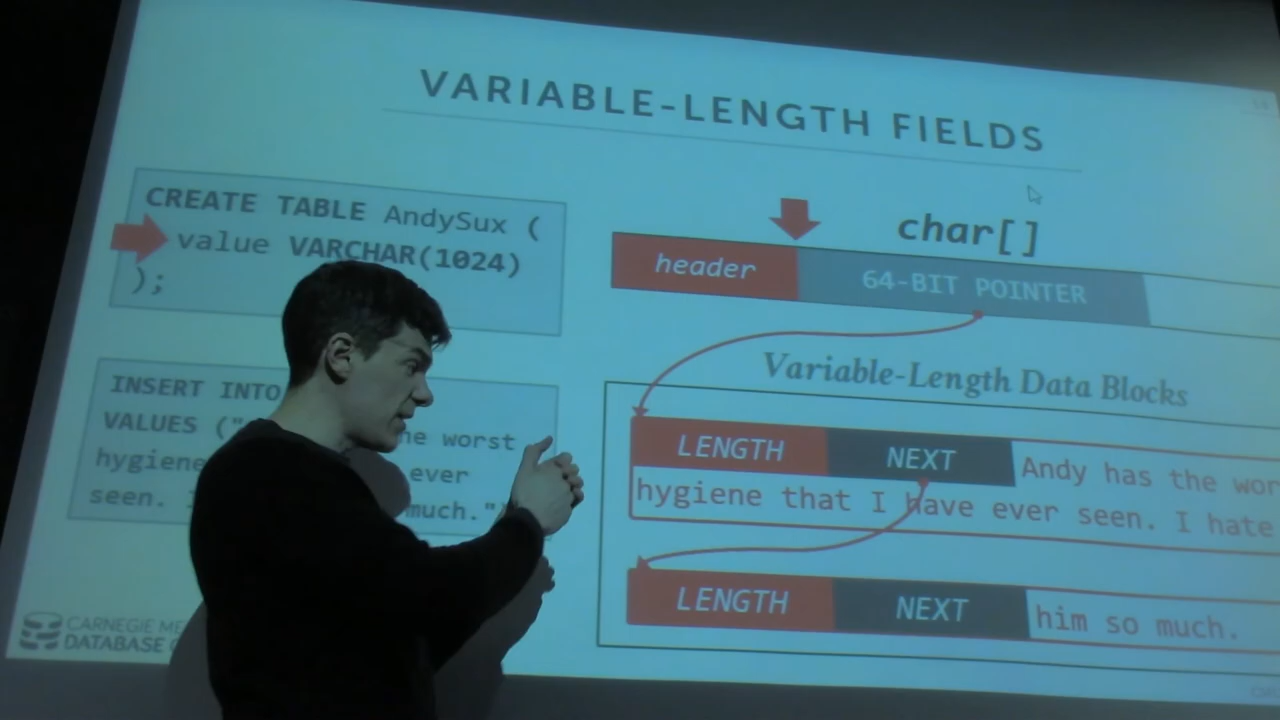 VARIABLE-LENGTH FIELDS
CREATE TABLE AndySux (
value VARCHAR(1024)
);
INSERT INTO
VALUES ("
he worst
hygiene
ever
seen.
much."
char[]
header
64-BIT POINTER
Variable-Length Data Blocks
LENGTH
NEXT
Andy has the wor
hygiene that I have ever seen. I hate
LENGTH
NEXT
him so much.
CARNEGIE ME
DATABASE